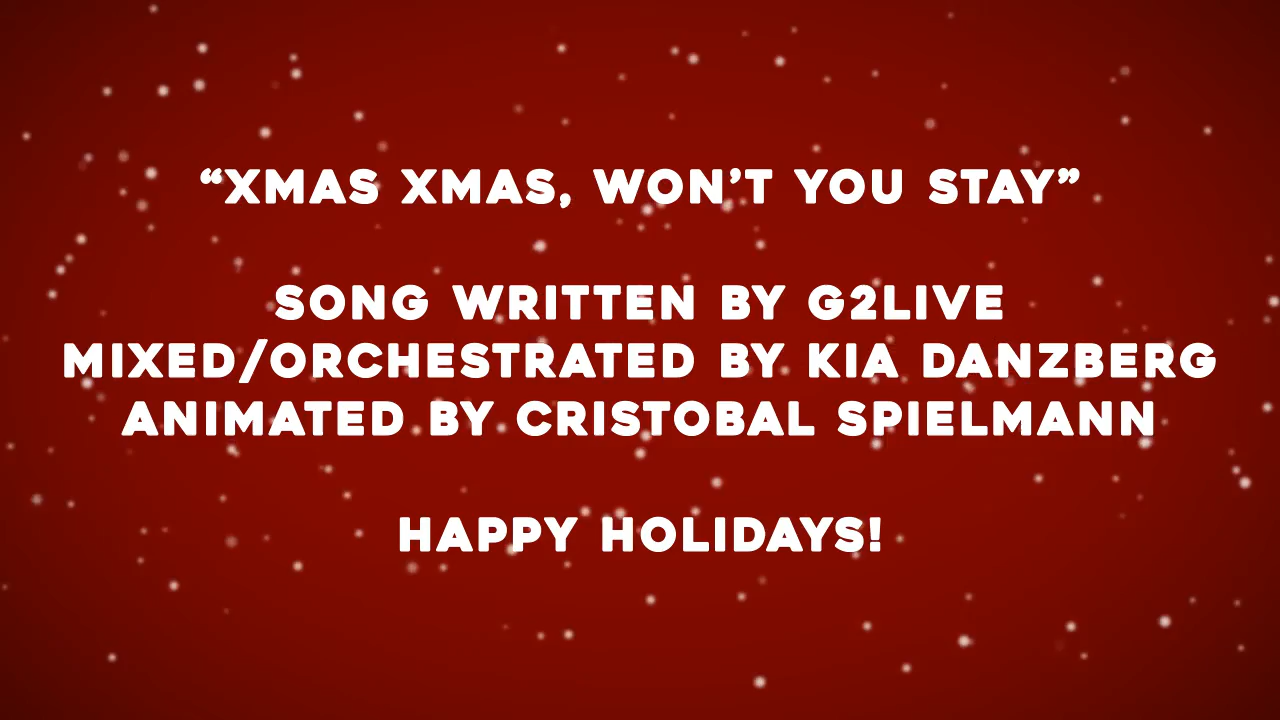 “XMAS XMAS, WON’T YOU STAY”
SONG WRITTEN BY G2LIVE
MIXED/ORCHESTRATED BY KIA DANZBERG
ANIMATED BY CRISTOBAL SPIELMANN
HAPPY HOLIDAYS!